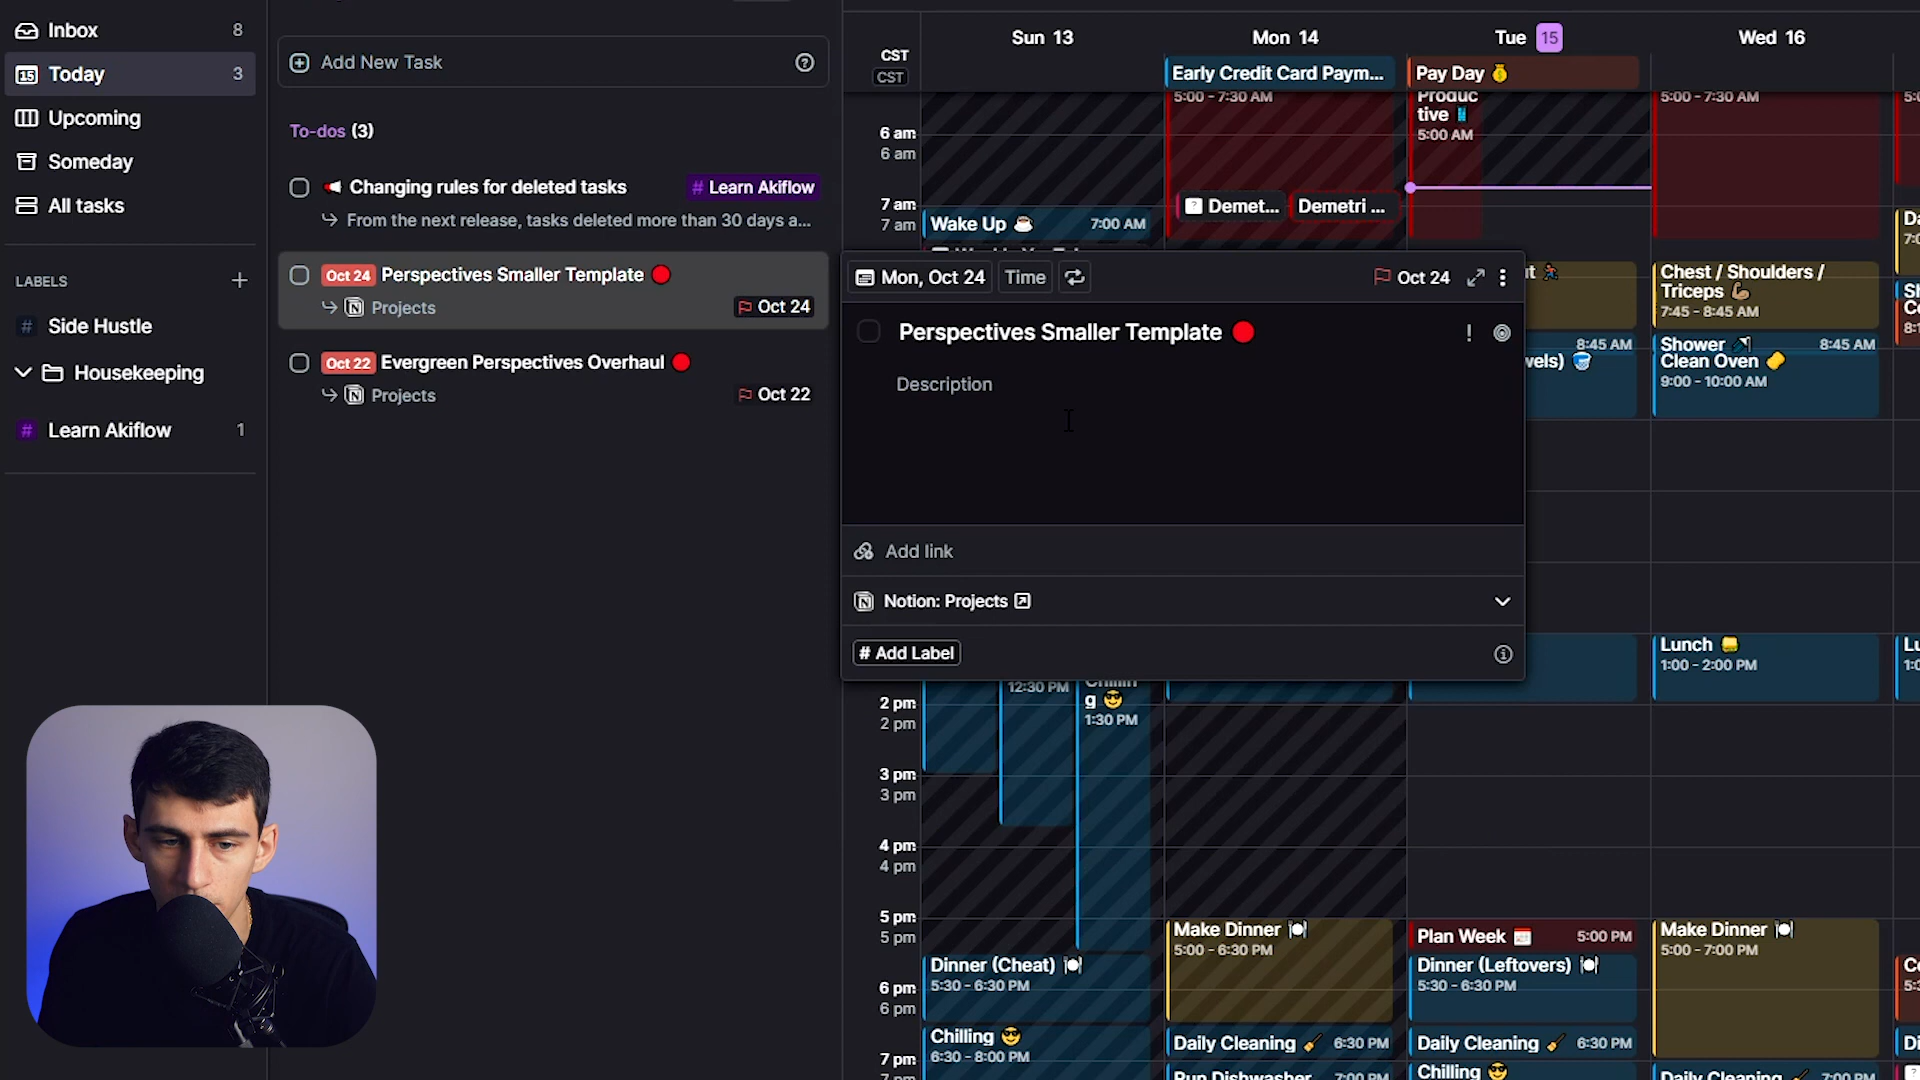 Inbox 8
Today 3
Upcoming
Someday
All tasks
LABELS
# Side Hustle
Housekeeping
# Learn Akiflow 1
Add New Task
To-dos (3)
Changing rules for deleted tasks # Learn Akiflow
From the next release, tasks deleted more than 30 days a...
Oct 24 Perspectives Smaller Template
Projects Oct 24
Oct 22 Evergreen Perspectives Overhaul
Projects Oct 22
CST
CST
Sun 13 Mon 14 Tue 15 Wed 16
Early Credit Card Paym...
Pay Day
6 am
6 am
7 am
7 am
2 pm
2 pm
3 pm
3 pm
4 pm
4 pm
5 pm
5 pm
6 pm
6 pm
7 pm
Wake Up 7:00 AM
12:30 PM
g
1:30 PM
Dinner (Cheat)
5:30 - 6:30 PM
Chilling
6:30 - 8:00 PM
5:00 - 7:30 AM
Demet...
Demetri ...
Make Dinner
5:00 - 6:30 PM
Daily Cleaning 6:30 PM
Run Dishwasher 7:00 PM
Produc
tive
5:00 AM
8:45 AM
Plan Week 5:00 PM
Dinner (Leftovers)
5:30 - 6:30 PM
Daily Cleaning 6:30 PM
Chilling
5:00 - 7:30 AM
Chest / Shoulders /
Triceps
7:45 - 8:45 AM
Shower 8:45 AM
Clean Oven
9:00 - 10:00 AM
Lunch
1:00 - 2:00 PM
Make Dinner
5:00 - 7:00 PM
Daily Cleaning 7:00 PM
Mon, Oct 24 Time Oct 24
Perspectives Smaller Template !
Description
Add link
Notion: Projects
# Add Label